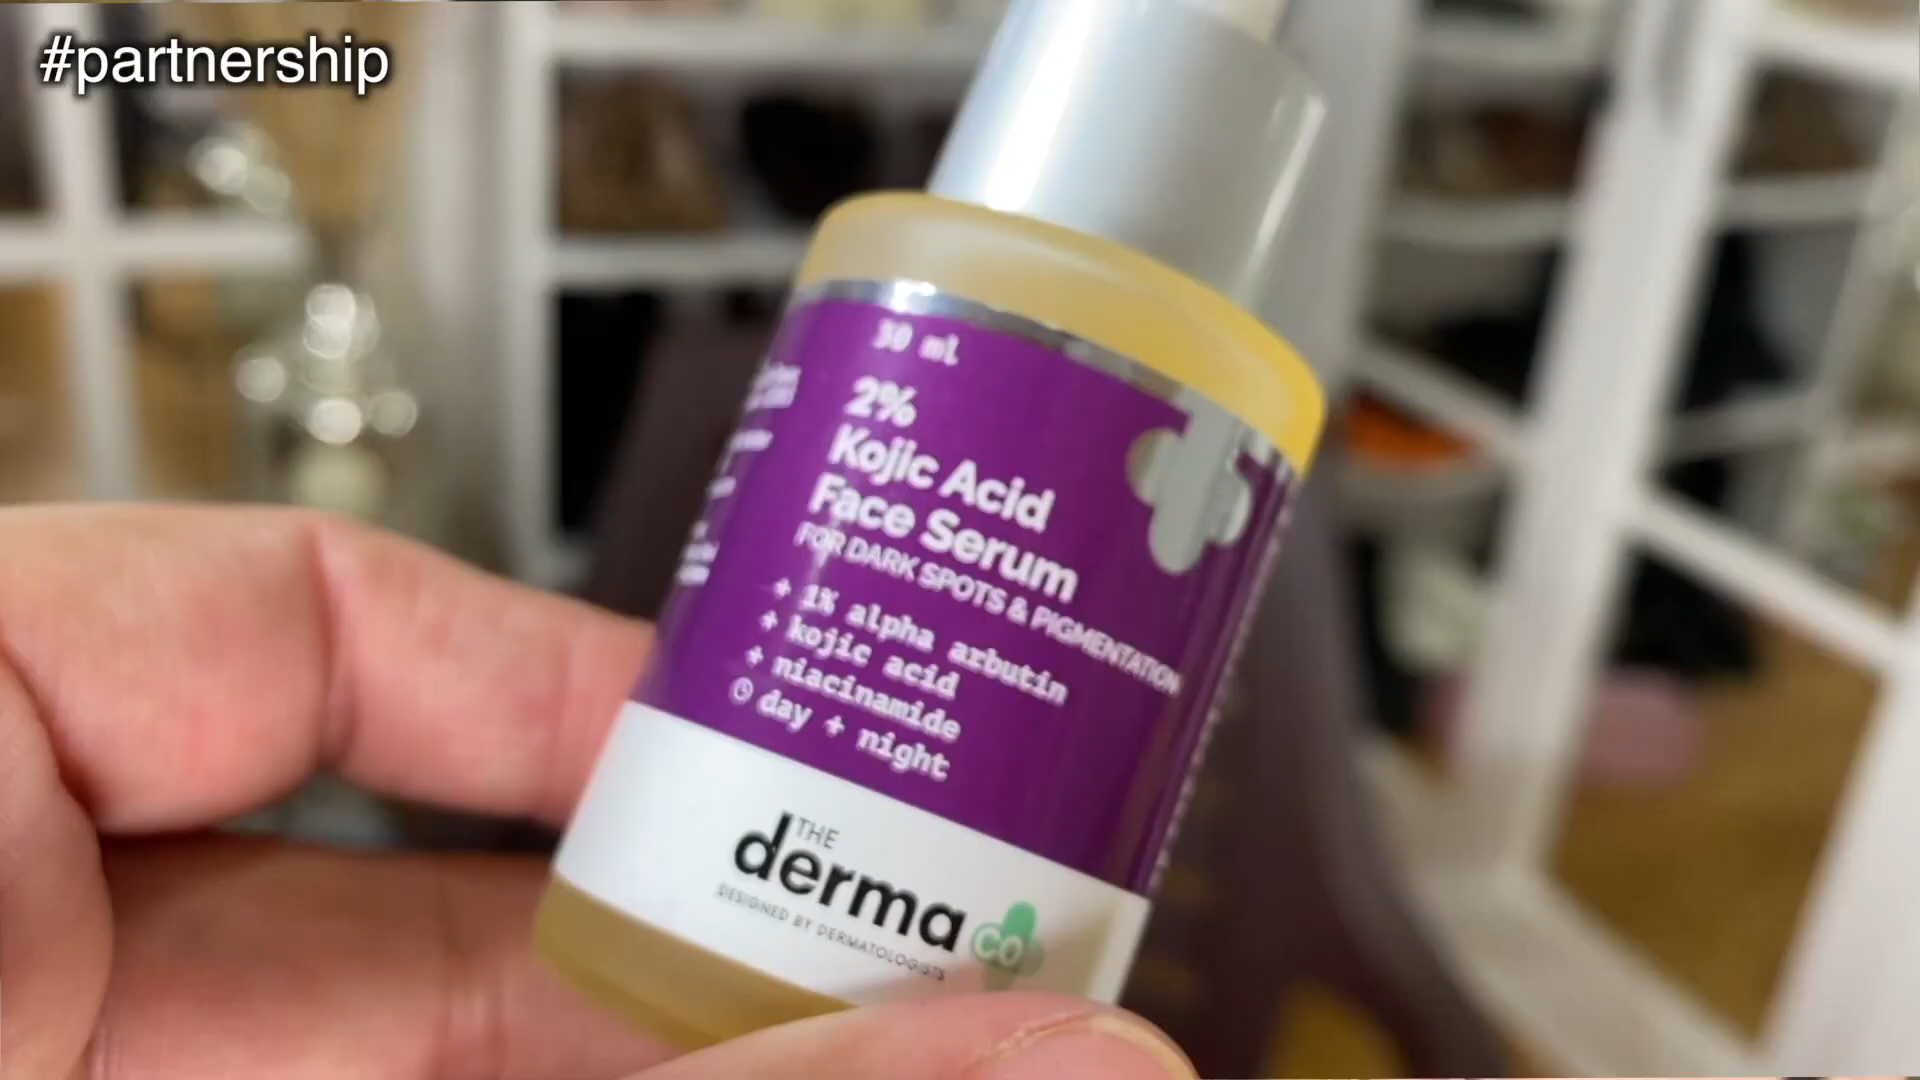 #partnership
30 ml
2%
Kojic Acid
Face Serum
FOR DARK SPOTS & PIGMENTATION
+ 1% alpha arbutin
+ kojic acid
+ niacinamide
day + night
THE
derma co
DESIGNED BY DERMATOLOGISTS